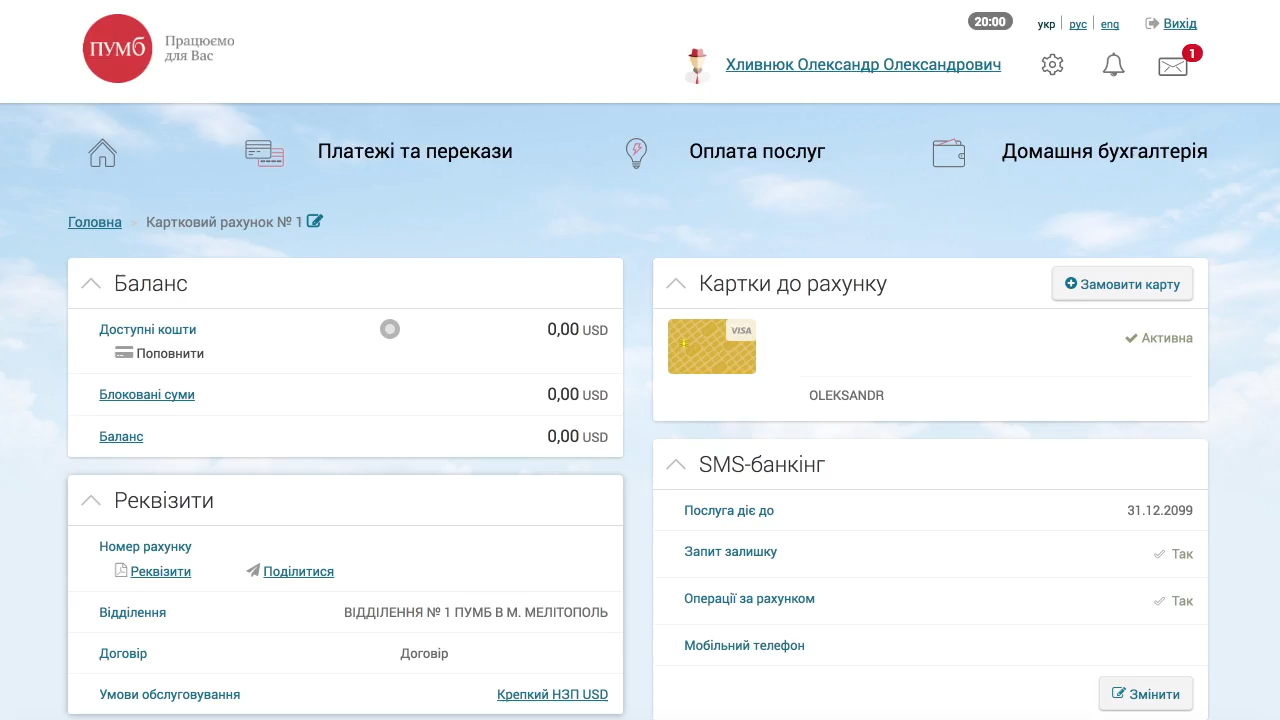 ПУМБ
Працюємо
для Вас
20:00
укр рус eng Вихід
Хливнюк Олександр Олександрович
1
Платежі та перекази
Оплата послуг
Домашня бухгалтерія
Головна > Картковий рахунок № 1
Баланс
Доступні кошти 0,00 USD
Поповнити
Блоковані суми 0,00 USD
Баланс 0,00 USD
Реквізити
Номер рахунку
Реквізити Поділитися
Відділення ВІДДІЛЕННЯ № 1 ПУМБ В М. МЕЛІТОПОЛЬ
Договір Договір
Умови обслуговування Крепкий НЗП USD
Картки до рахунку Замовити карту
VISA
Активна
OLEKSANDR
SMS-банкінг
Послуга діє до 31.12.2099
Запит залишку Так
Операції за рахунком Так
Мобільний телефон
Змінити